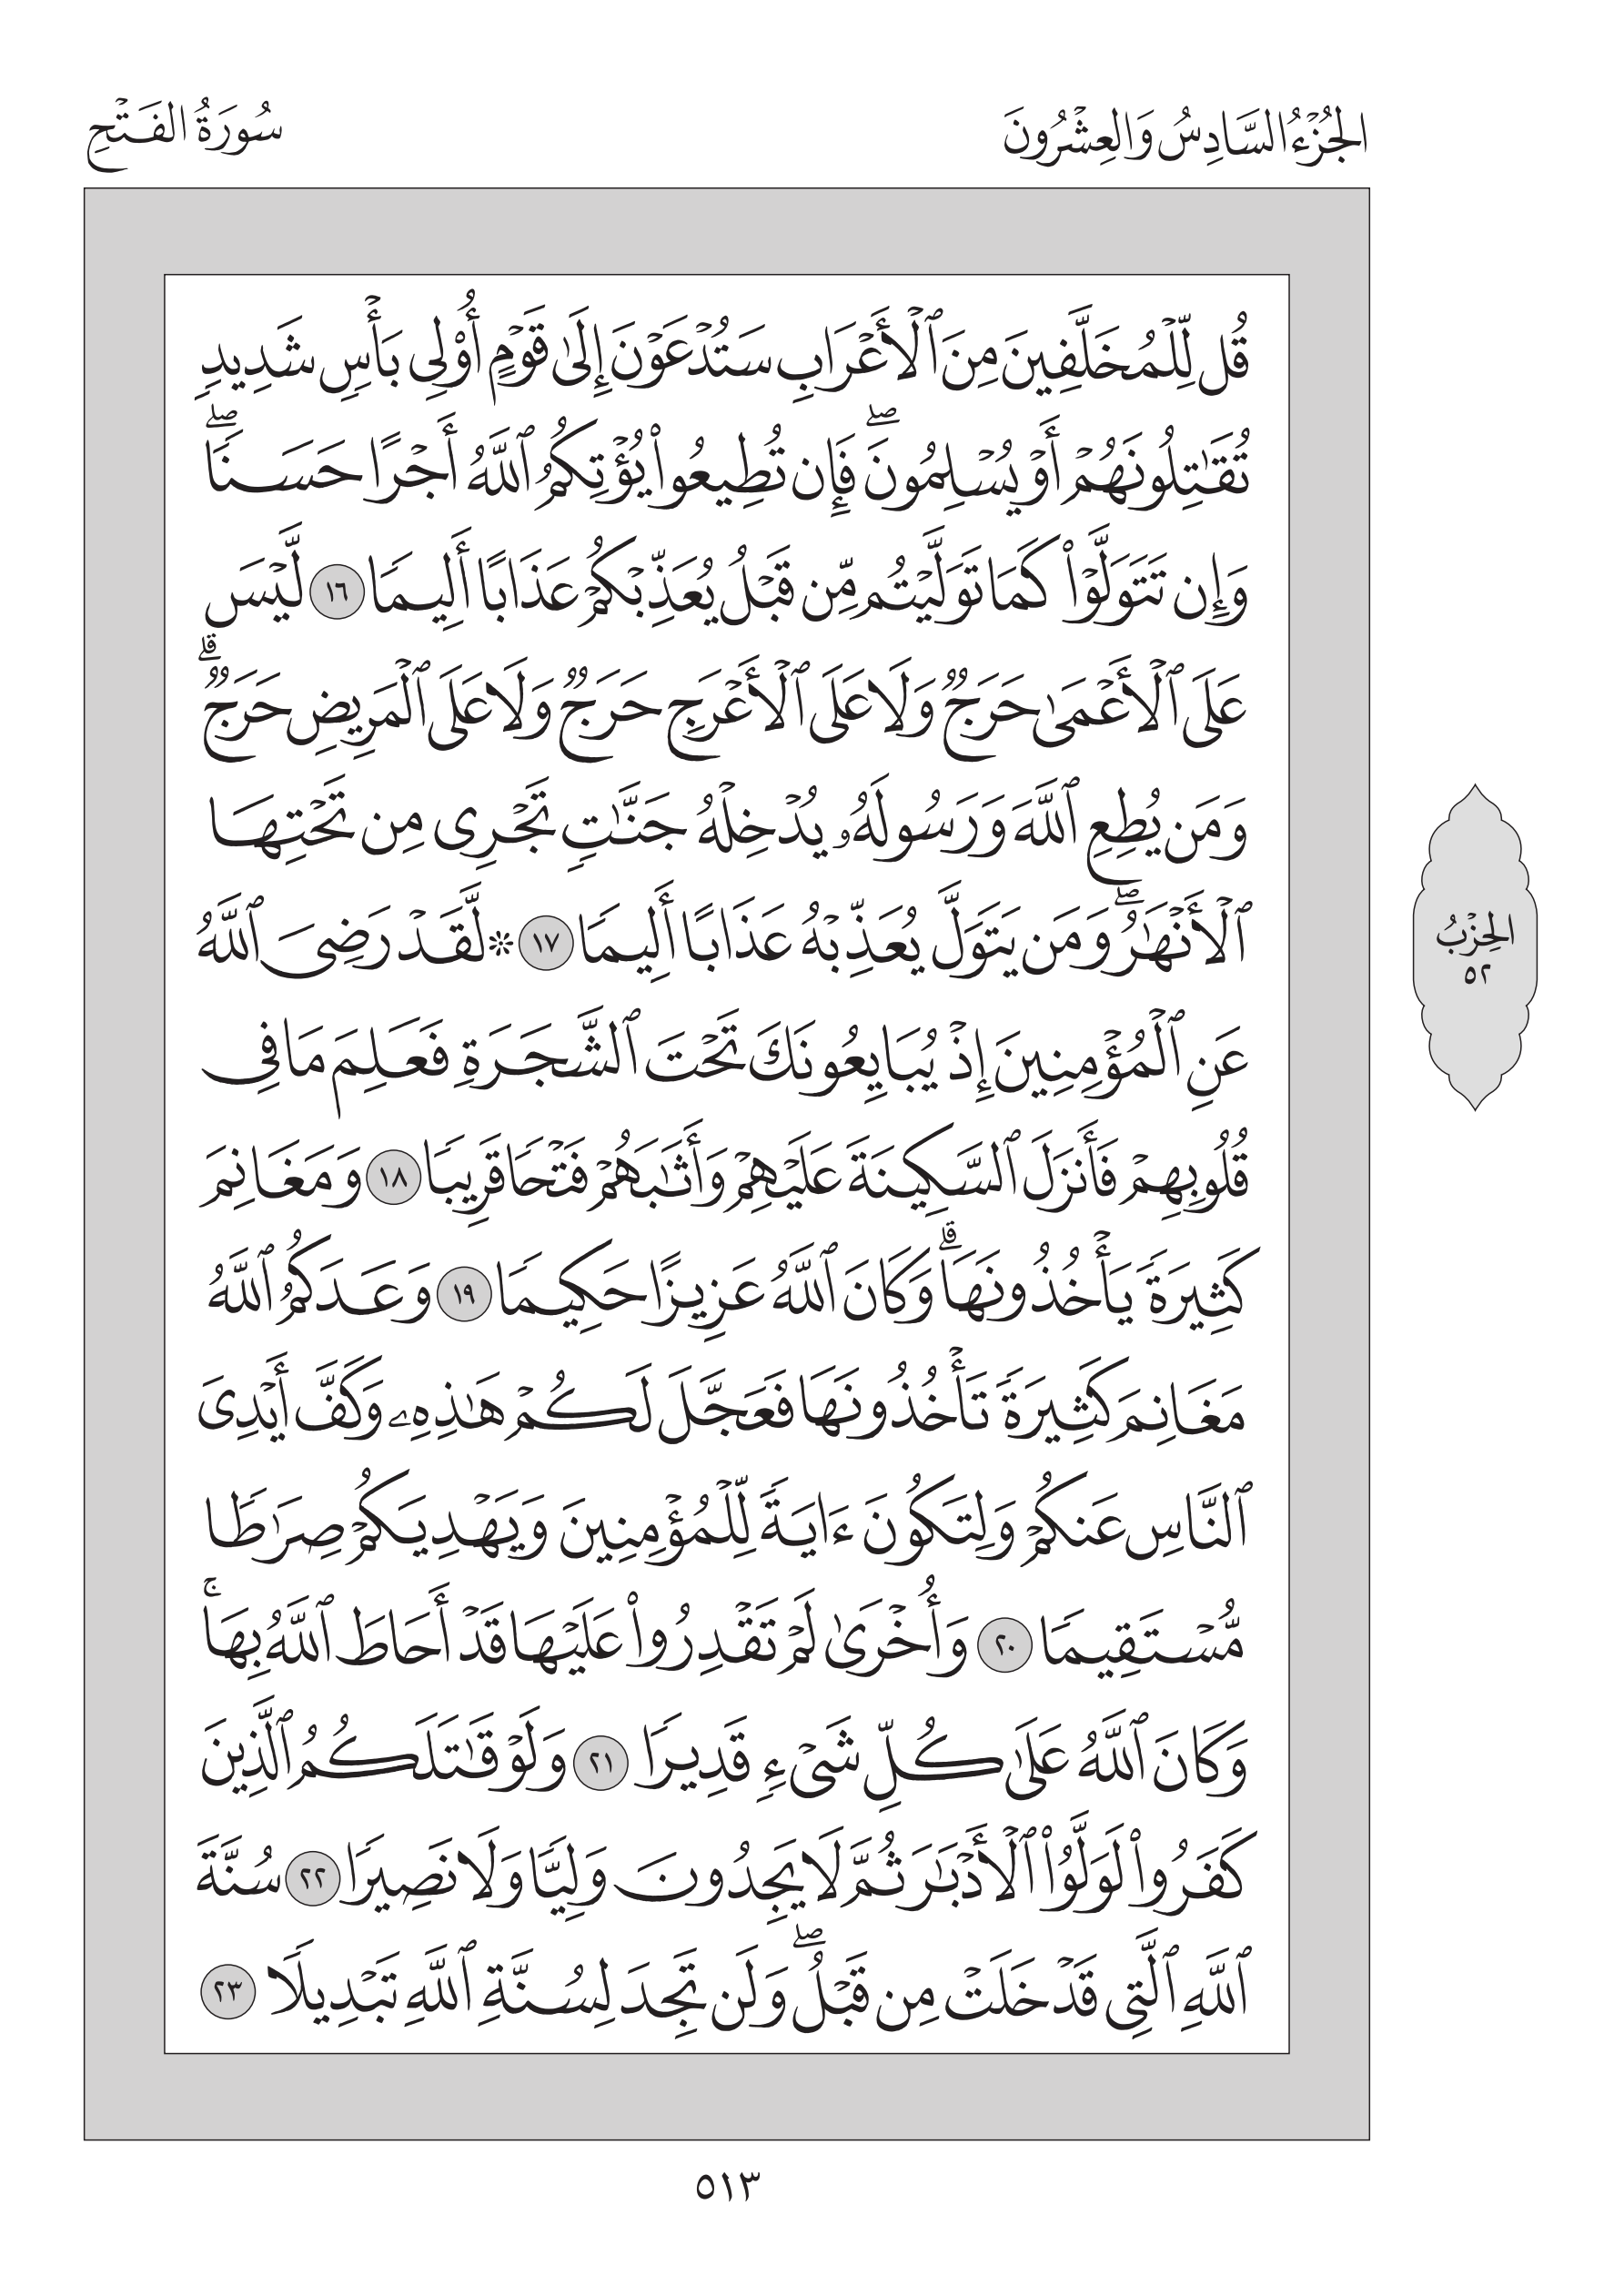 الجُزْءُ السَّادِسُ وَالعِشْرُونَ
سُورَةُ الفَتْحِ
قُل لِّلْمُخَلَّفِينَ مِنَ ٱلْأَعْرَابِ سَتُدْعَوْنَ إِلَىٰ قَوْمٍ أُوْلِى بَأْسٍ شَدِيدٍ
تُقَٰتِلُونَهُمْ أَوْ يُسْلِمُونَ ۖ فَإِن تُطِيعُوا۟ يُؤْتِكُمُ ٱللَّهُ أَجْرًا حَسَنًا ۖ
وَإِن تَتَوَلَّوْا۟ كَمَا تَوَلَّيْتُم مِّن قَبْلُ يُعَذِّبْكُمْ عَذَابًا أَلِيمًا ١٦ لَّيْسَ
عَلَى ٱلْأَعْمَىٰ حَرَجٌ وَلَا عَلَى ٱلْأَعْرَجِ حَرَجٌ وَلَا عَلَى ٱلْمَرِيضِ حَرَجٌ ۗ
وَمَن يُطِعِ ٱللَّهَ وَرَسُولَهُۥ يُدْخِلْهُ جَنَّٰتٍ تَجْرِى مِن تَحْتِهَا
ٱلْأَنْهَٰرُ ۖ وَمَن يَتَوَلَّ يُعَذِّبْهُ عَذَابًا أَلِيمًا ١٧ * لَّقَدْ رَضِىَ ٱللَّهُ
عَنِ ٱلْمُؤْمِنِينَ إِذْ يُبَايِعُونَكَ تَحْتَ ٱلشَّجَرَةِ فَعَلِمَ مَا فِى
قُلُوبِهِمْ فَأَنزَلَ ٱلسَّكِينَةَ عَلَيْهِمْ وَأَثَٰبَهُمْ فَتْحًا قَرِيبًا ١٨ وَمَغَانِمَ
كَثِيرَةً يَأْخُذُونَهَا ۗ وَكَانَ ٱللَّهُ عَزِيزًا حَكِيمًا ١٩ وَعَدَكُمُ ٱللَّهُ
مَغَانِمَ كَثِيرَةً تَأْخُذُونَهَا فَعَجَّلَ لَكُمْ هَٰذِهِۦ وَكَفَّ أَيْدِىَ
ٱلنَّاسِ عَنكُمْ وَلِتَكُونَ ءَايَةً لِّلْمُؤْمِنِينَ وَيَهْدِيَكُمْ صِرَٰطًا
مُّسْتَقِيمًا ٢٠ وَأُخْرَىٰ لَمْ تَقْدِرُوا۟ عَلَيْهَا قَدْ أَحَاطَ ٱللَّهُ بِهَا ۚ
وَكَانَ ٱللَّهُ عَلَىٰ كُلِّ شَىْءٍ قَدِيرًا ٢١ وَلَوْ قَٰتَلَكُمُ ٱلَّذِينَ
كَفَرُوا۟ لَوَلَّوُا۟ ٱلْأَدْبَٰرَ ثُمَّ لَا يَجِدُونَ وَلِيًّا وَلَا نَصِيرًا ٢٢ سُنَّةَ
ٱللَّهِ ٱلَّتِى قَدْ خَلَتْ مِن قَبْلُ ۖ وَلَن تَجِدَ لِسُنَّةِ ٱللَّهِ تَبْدِيلًا ٢٣
الحِزْبُ
٥٢
٥١٣